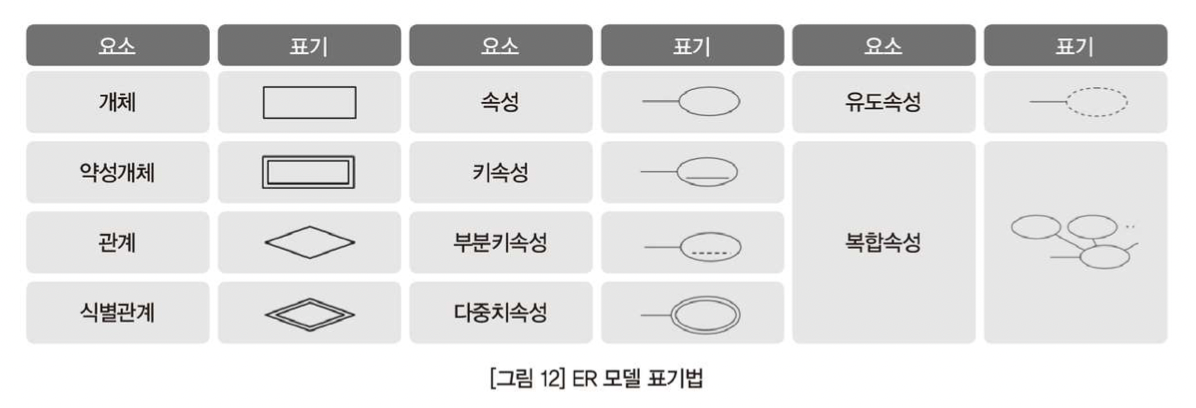 요소 표기 요소 표기 요소 표기
개체 속성 유도속성
약성개체 키속성
관계 부분키속성 복합속성
식별관계 다중치속성
[그림 12] ER 모델 표기법